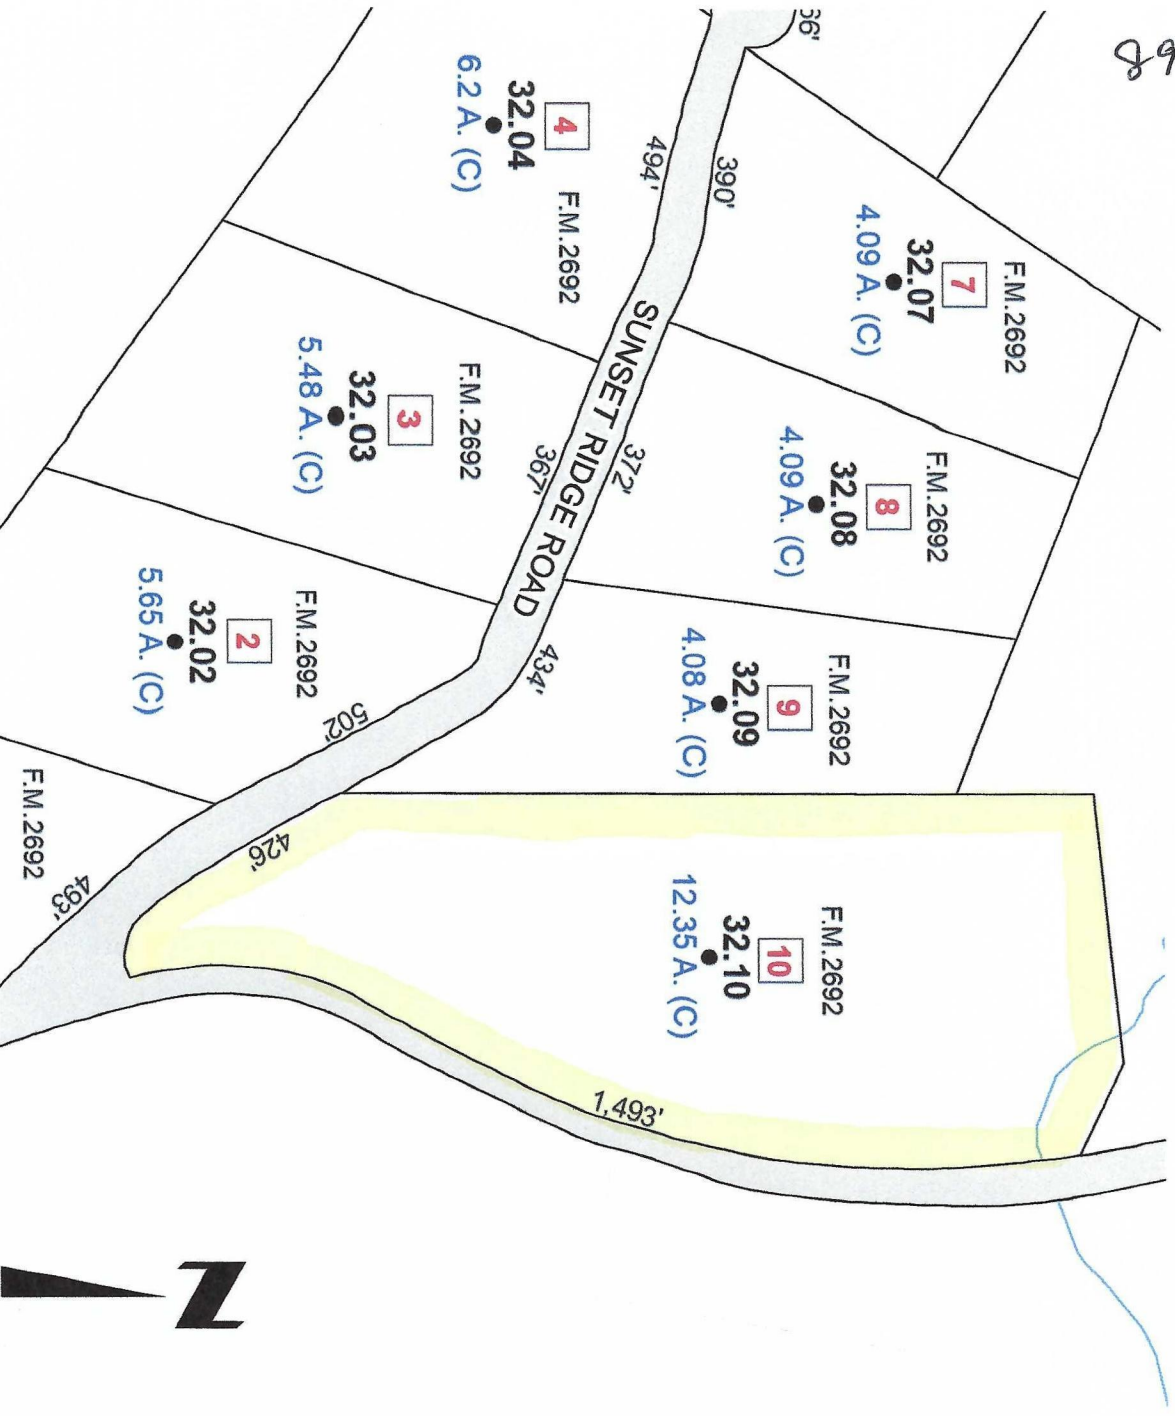 89
66'
4
32.04
6.2 A. (C)
F.M.2692
494'
390'
F.M.2692
7
32.07
4.09 A. (C)
SUNSET RIDGE ROAD
F.M.2692
3
32.03
5.48 A. (C)
367'
372'
F.M.2692
8
32.08
4.09 A. (C)
F.M.2692
2
32.02
5.65 A. (C)
502'
434'
F.M.2692
9
32.09
4.08 A. (C)
F.M.2692
493'
426'
F.M.2692
10
32.10
12.35 A. (C)
1,493'
N